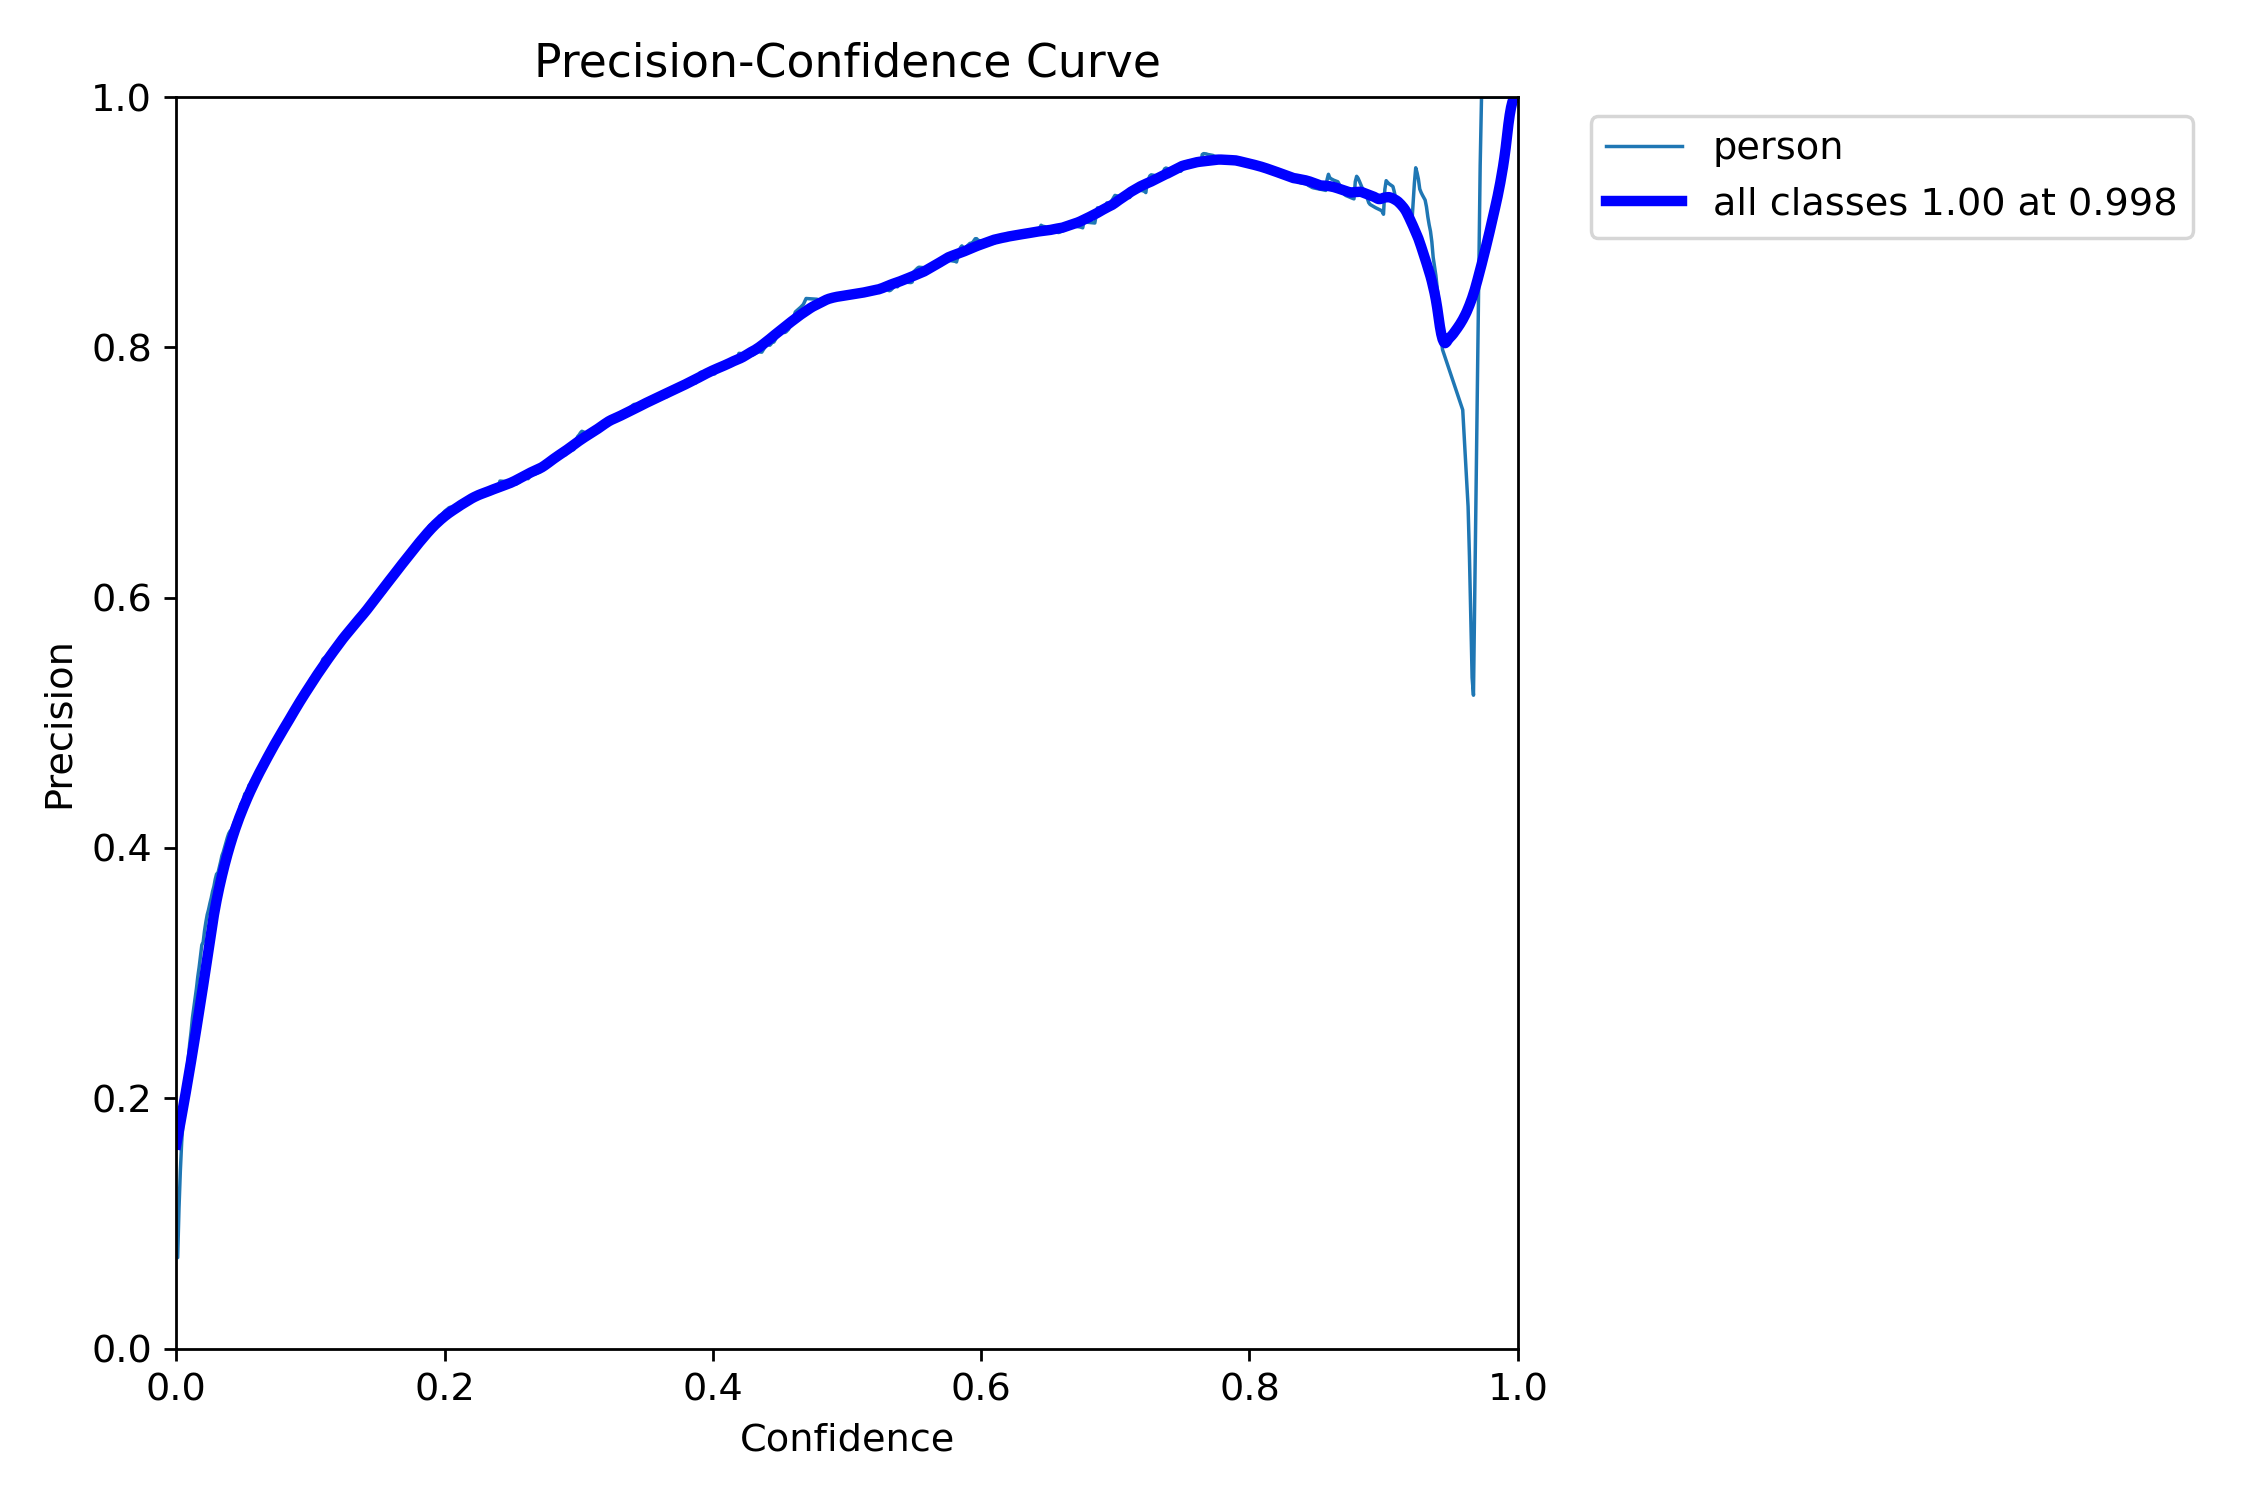 Precision-Confidence Curve
1.0
0.8
0.6
0.4
0.2
0.0
Precision
0.0 0.2 0.4 0.6 0.8 1.0
Confidence
person
all classes 1.00 at 0.998